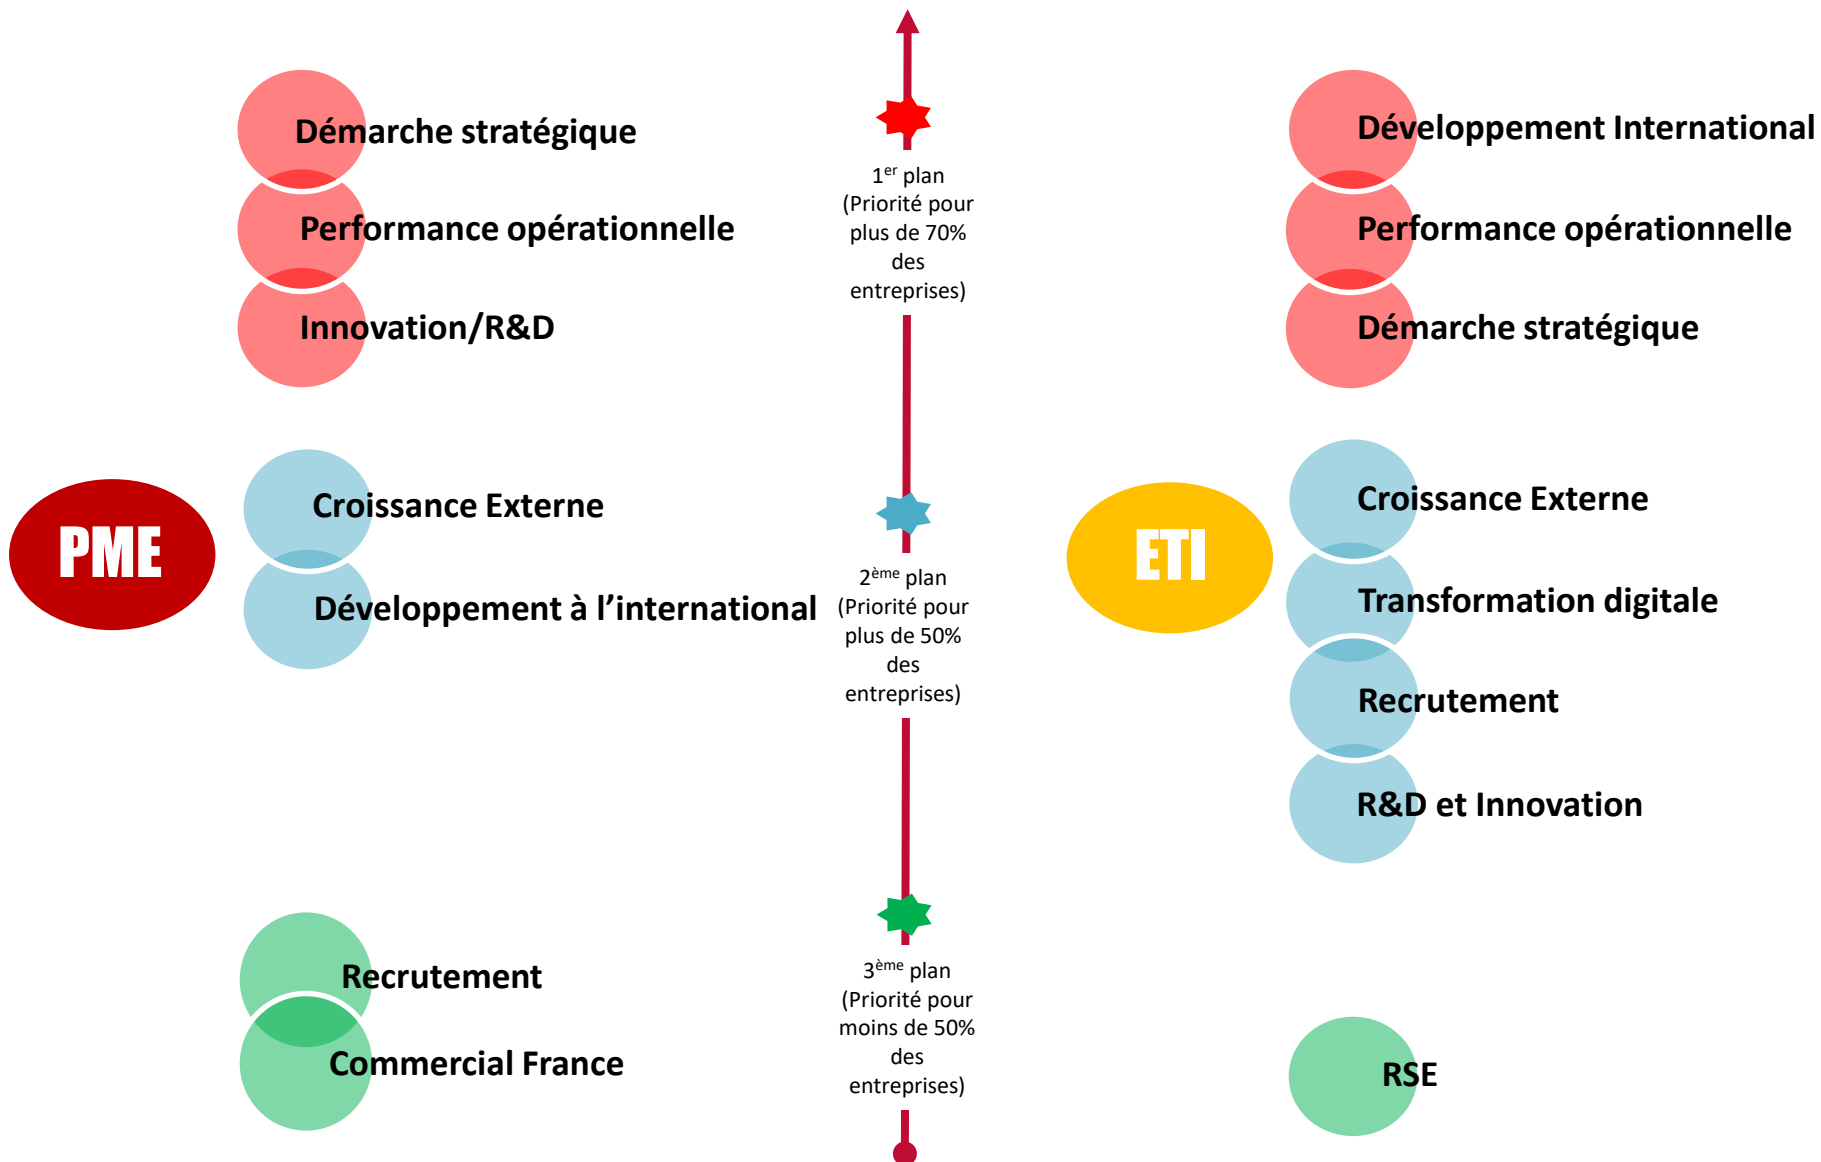 PME
Démarche stratégique
Performance opérationnelle
Innovation/R&D
Croissance Externe
Développement à l’international
Recrutement
Commercial France
1er plan
(Priorité pour
plus de 70%
des
entreprises)
2ème plan
(Priorité pour
plus de 50%
des
entreprises)
3ème plan
(Priorité pour
moins de 50%
des
entreprises)
ETI
Développement International
Performance opérationnelle
Démarche stratégique
Croissance Externe
Transformation digitale
Recrutement
R&D et Innovation
RSE